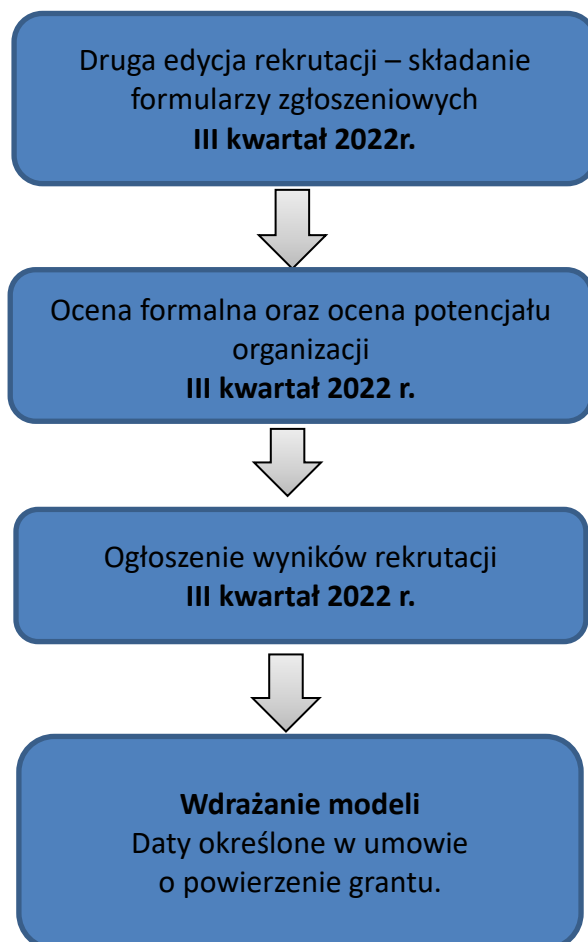 Druga edycja rekrutacji – składanie
formularzy zgłoszeniowych
III kwartał 2022r.
Ocena formalna oraz ocena potencjału
organizacji
III kwartał 2022 r.
Ogłoszenie wyników rekrutacji
III kwartał 2022 r.
Wdrażanie modeli
Daty określone w umowie
o powierzenie grantu.